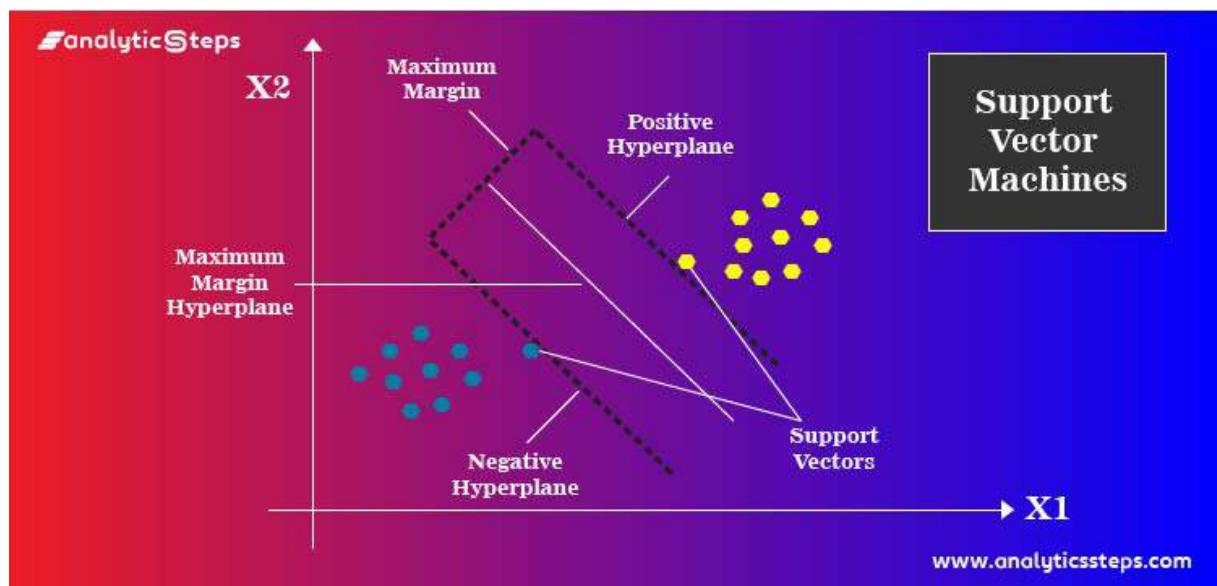 analyticSteps
X2
Maximum
Margin
Positive
Hyperplane
Support
Vector
Machines
Maximum
Margin
Hyperplane
Negative
Hyperplane
Support
Vectors
X1
www.analyticssteps.com